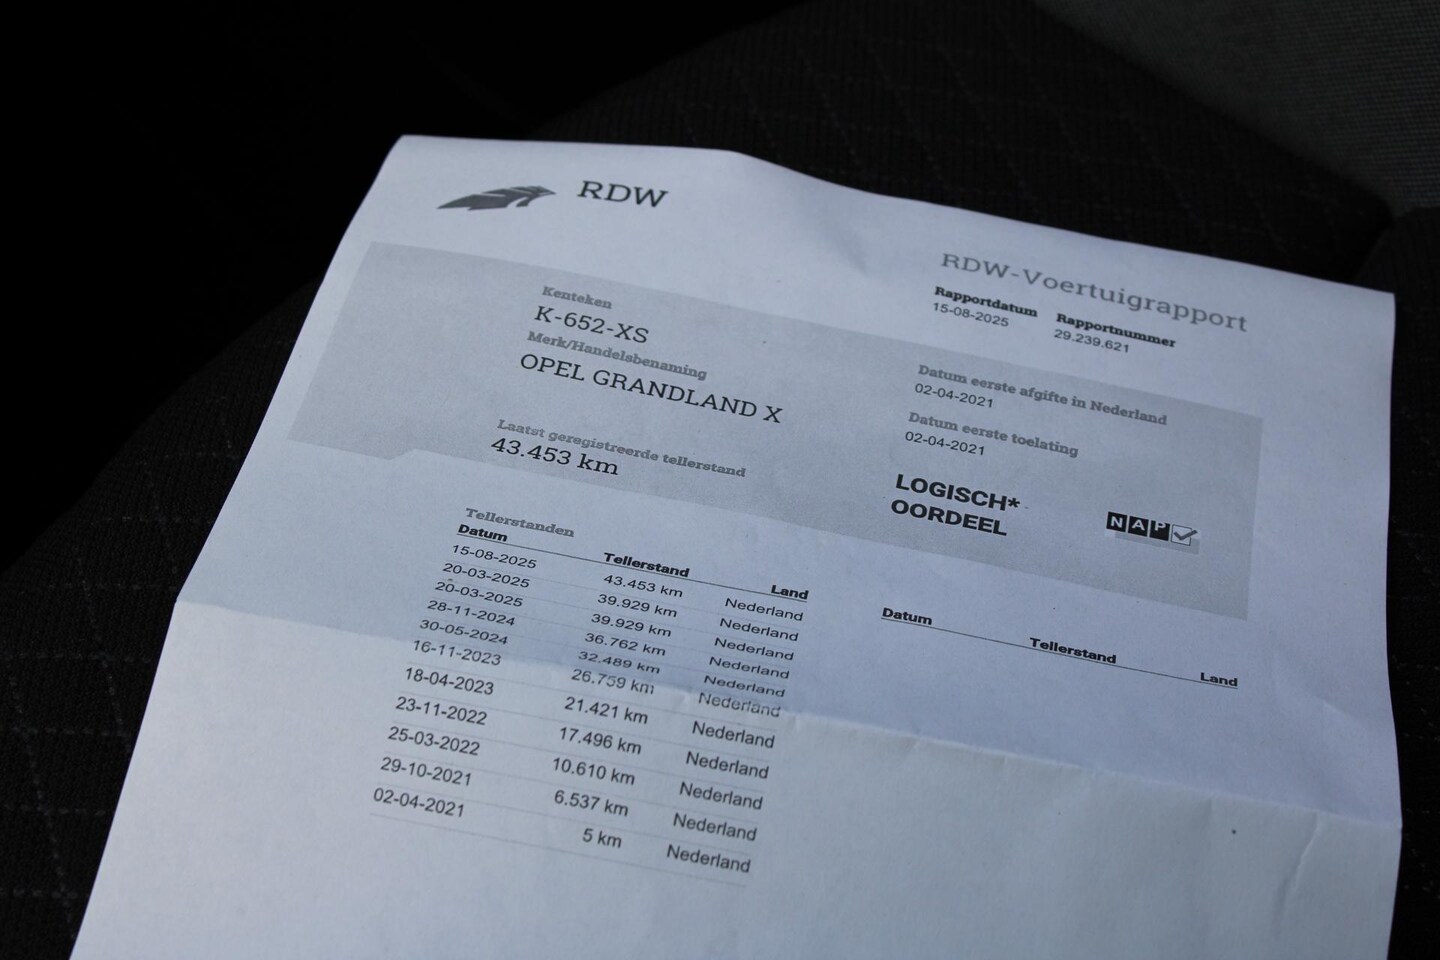 RDW
RDW-Voertuigrapport
Rapportdatum Rapportnummer
15-08-2025 29.239.621
Kenteken
K-652-XS
Merk/Handelsbenaming
OPEL GRANDLAND X
Laatst geregistreerde tellerstand
43.453 km
Datum eerste afgifte in Nederland
02-04-2021
Datum eerste toelating
02-04-2021
LOGISCH*
OORDEEL
NAP
Tellerstanden
Datum Tellerstand Land
15-08-2025 43.453 km Nederland
20-03-2025 39.929 km Nederland
20-03-2025 39.929 km Nederland
28-11-2024 36.762 km Nederland
30-05-2024 32.489 km Nederland
16-11-2023 26.759 km Nederland
18-04-2023 21.421 km Nederland
23-11-2022 17.496 km Nederland
25-03-2022 10.610 km Nederland
29-10-2021 6.537 km Nederland
02-04-2021 5 km Nederland
Datum Tellerstand Land